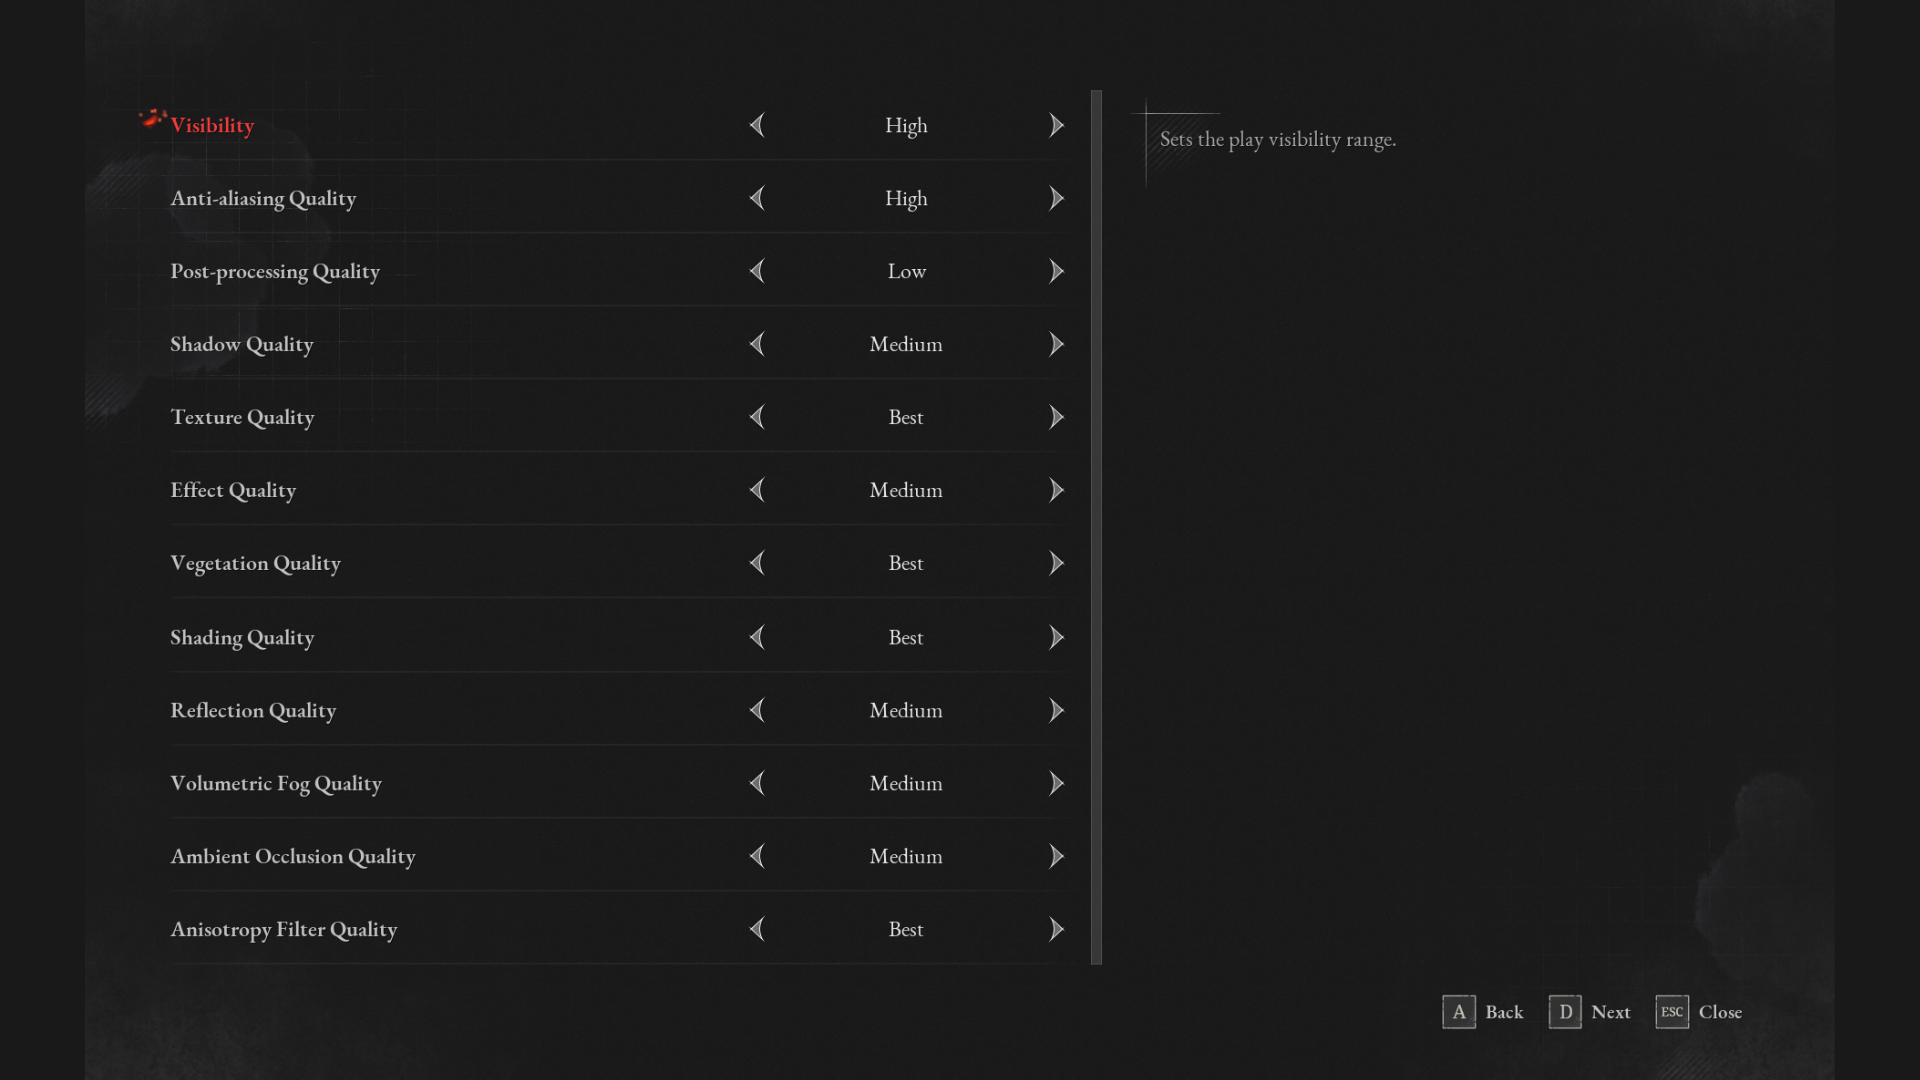 Visibility High
Anti-aliasing Quality High
Post-processing Quality Low
Shadow Quality Medium
Texture Quality Best
Effect Quality Medium
Vegetation Quality Best
Shading Quality Best
Reflection Quality Medium
Volumetric Fog Quality Medium
Ambient Occlusion Quality Medium
Anisotropy Filter Quality Best
Sets the play visibility range.
A Back D Next ESC Close